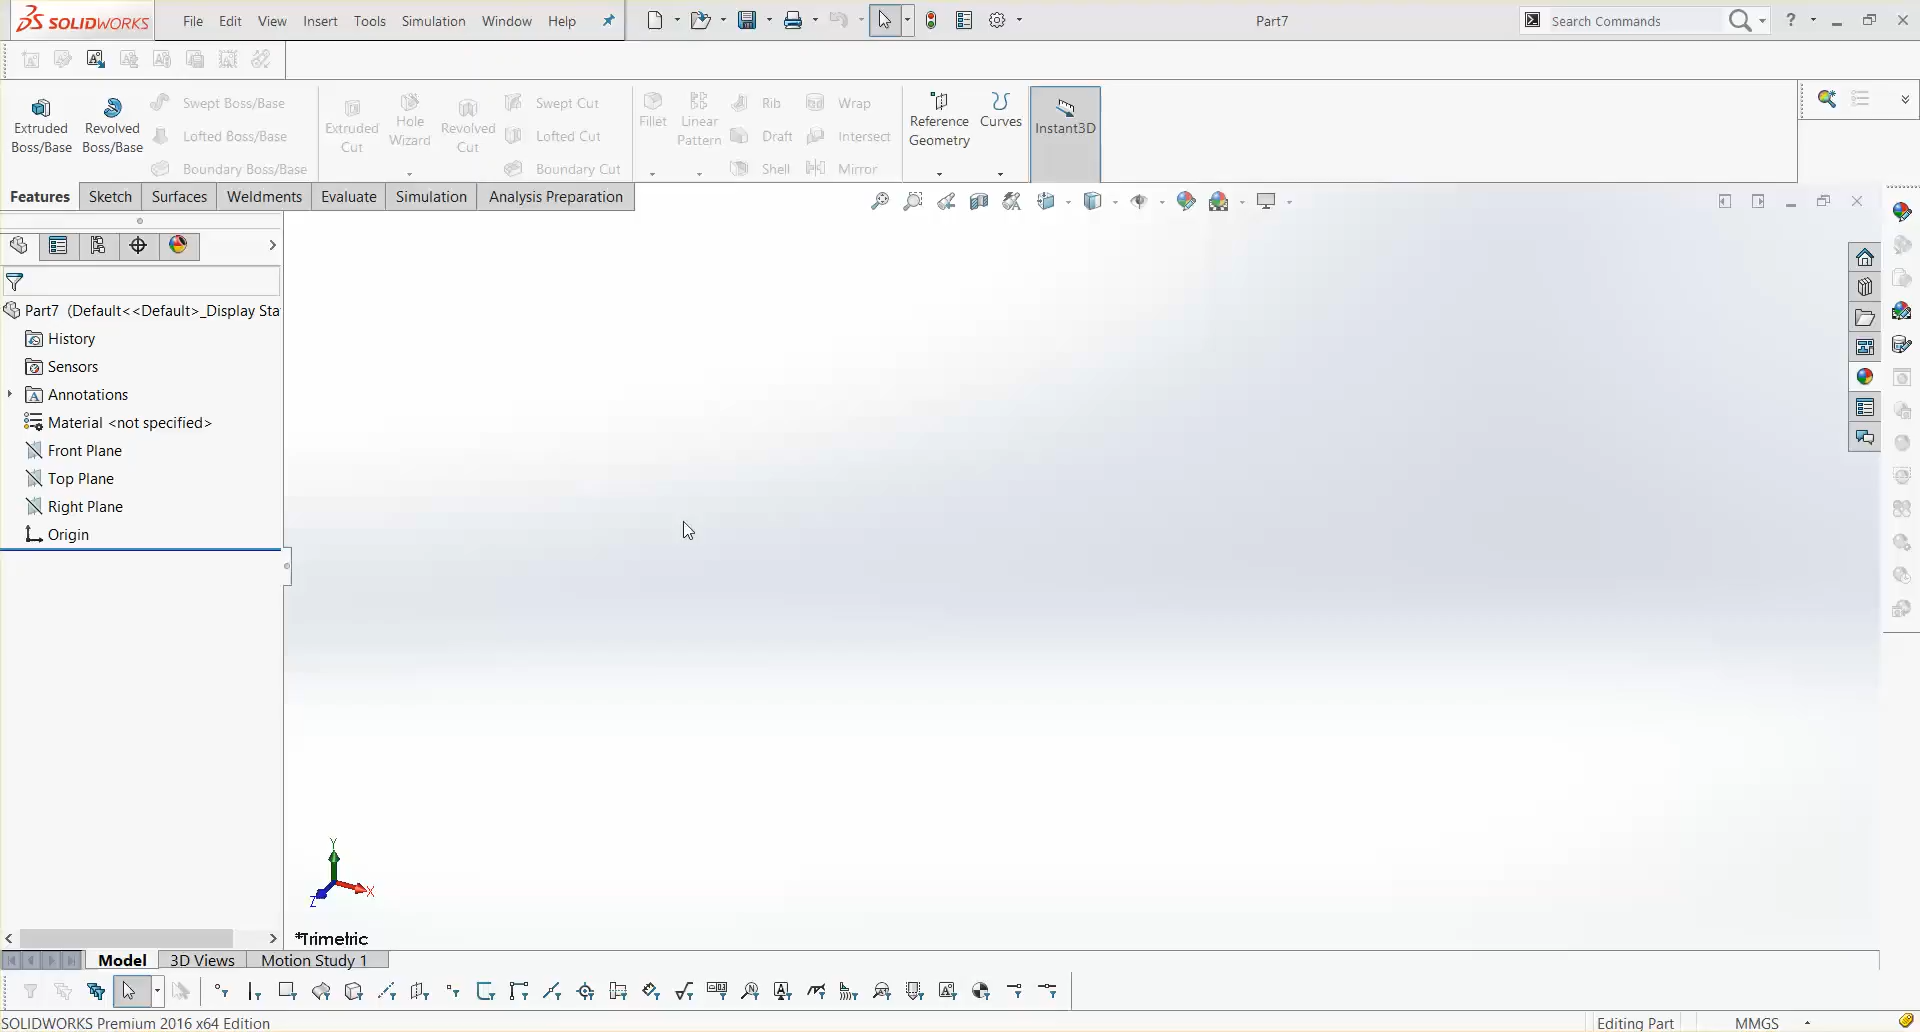 SOLIDWORKS File Edit View Insert Tools Simulation Window Help Part7 Search Commands ?
Extruded Boss/Base
Revolved Boss/Base
Swept Boss/Base
Lofted Boss/Base
Boundary Boss/Base
Extruded Cut
Hole Wizard
Revolved Cut
Swept Cut
Lofted Cut
Boundary Cut
Fillet
Linear Pattern
Rib
Draft
Shell
Wrap
Intersect
Mirror
Reference Geometry
Curves
Instant3D
Features Sketch Surfaces Weldments Evaluate Simulation Analysis Preparation
Part7 (Default<<Default>_Display Sta
History
Sensors
Annotations
Material <not specified>
Front Plane
Top Plane
Right Plane
Origin
Y
X
Z
*Trimetric
Model 3D Views Motion Study 1
SOLIDWORKS Premium 2016 x64 Edition Editing Part MMGS